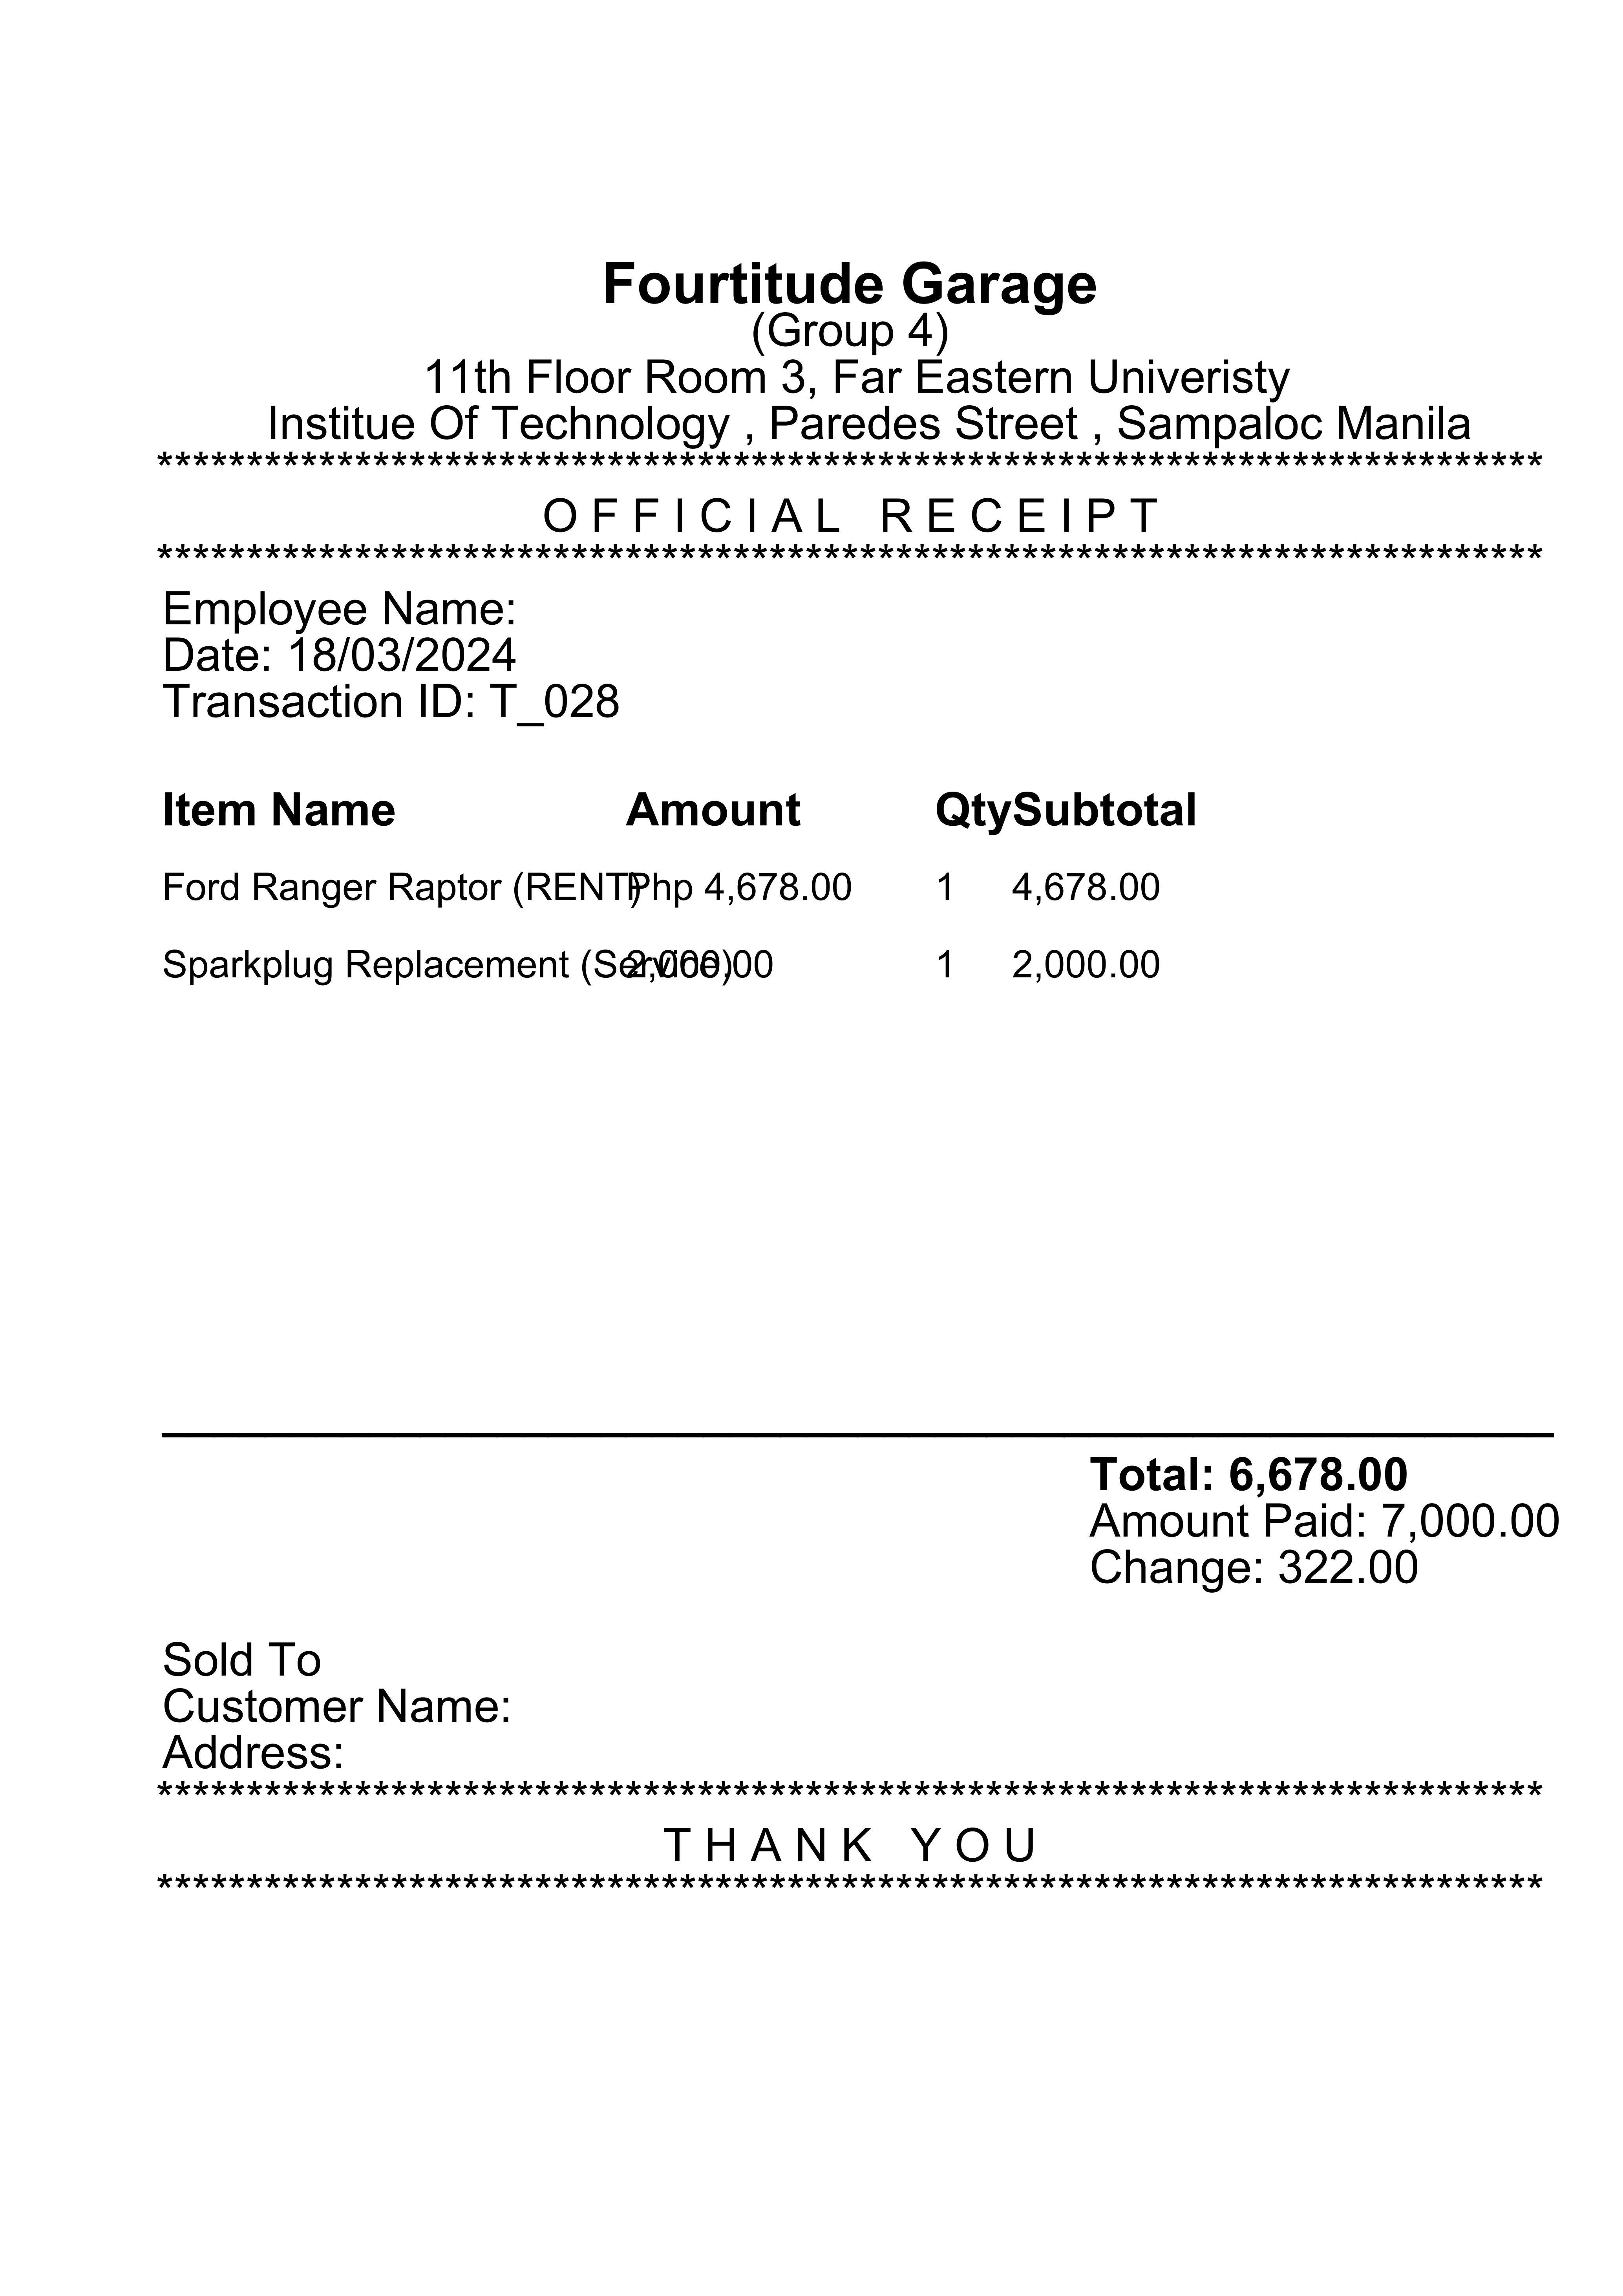 Fourtitude Garage
(Group 4)
11th Floor Room 3, Far Eastern Univeristy
Institue Of Technology , Paredes Street , Sampaloc Manila
*****************************************************************************
O F F I C I A L   R E C E I P T
*****************************************************************************
Employee Name:
Date: 18/03/2024
Transaction ID: T_028
Item Name Amount QtySubtotal
Ford Ranger Raptor (RENT) Php 4,678.00 1 4,678.00
Sparkplug Replacement (Service) 2,000.00 1 2,000.00
Total: 6,678.00
Amount Paid: 7,000.00
Change: 322.00
Sold To
Customer Name:
Address:
*****************************************************************************
T H A N K   Y O U
*****************************************************************************